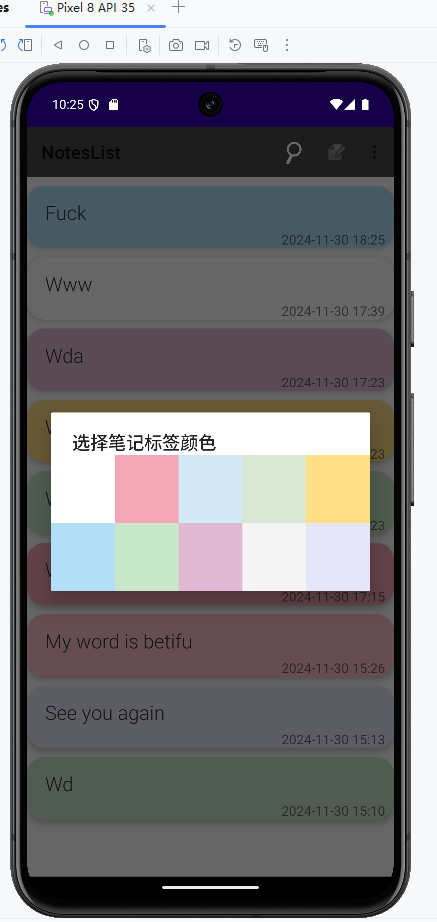 es
Pixel 8 API 35
10:25
NotesList
Fuck
2024-11-30 18:25
Www
2024-11-30 17:39
Wda
2024-11-30 17:23
选择笔记标签颜色
23
23
2024-11-30 17:15
My word is betifu
2024-11-30 15:26
See you again
2024-11-30 15:13
Wd
2024-11-30 15:10